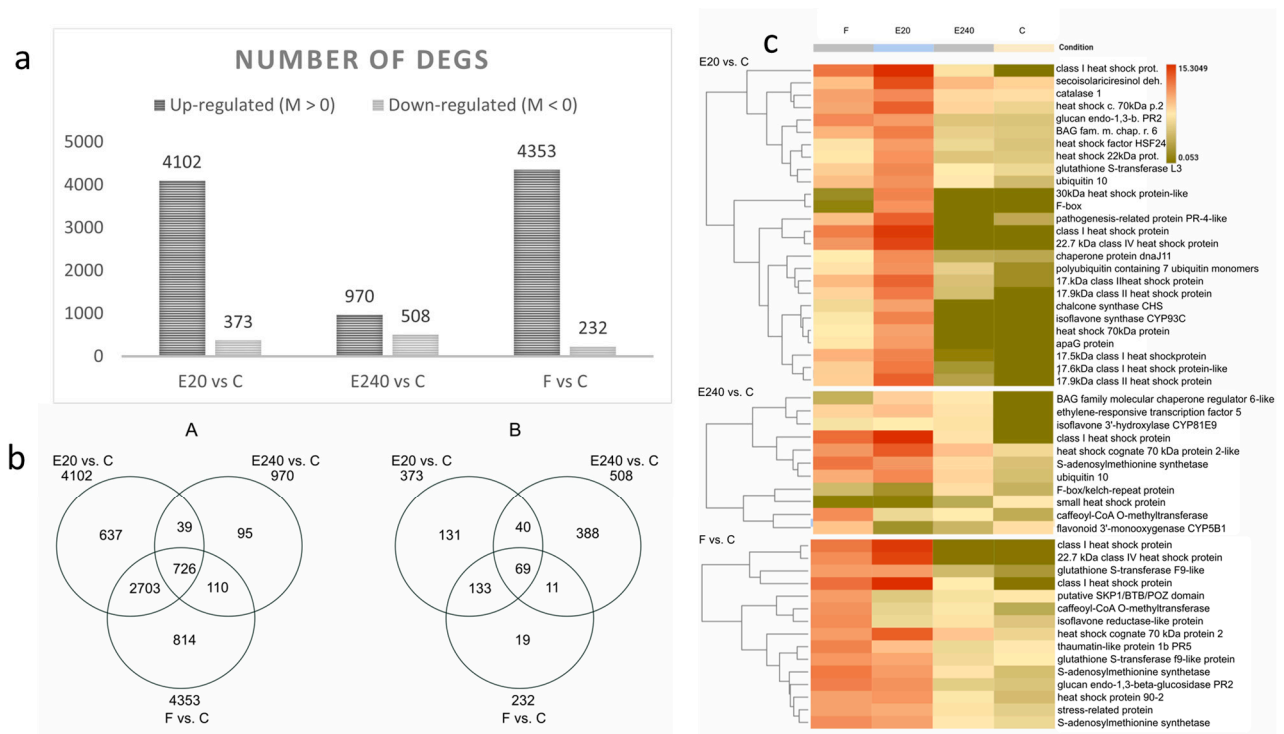 a
NUMBER OF DEGS
Up-regulated (M > 0)
Down-regulated (M < 0)
5000
4000
3000
2000
1000
0
4102
373
970
508
4353
232
E20 vs C
E240 vs C
F vs C
b
A
E20 vs. C
4102
E240 vs. C
970
637
39
95
726
2703
110
814
4353
F vs. C
B
E20 vs. C
373
E240 vs. C
508
131
40
388
69
133
11
19
232
F vs. C
c
F
E20
E240
C
Condition
15.3049
0.053
E20 vs. C
class I heat shock prot.
secoisolariciresinol deh.
catalase 1
heat shock c. 70kDa p.2
glucan endo-1,3-b. PR2
BAG fam. m. chap. r. 6
heat shock factor HSF24
heat shock 22kDa prot.
glutathione S-transferase L3
ubiquitin 10
30kDa heat shock protein-like
F-box
pathogenesis-related protein PR-4-like
class I heat shock protein
22.7 kDa class IV heat shock protein
chaperone protein dnaJ11
polyubiquitin containing 7 ubiquitin monomers
17.kDa class IIheat shock protein
17.9kDa class II heat shock protein
chalcone synthase CHS
isoflavone synthase CYP93C
heat shock 70kDa protein
apaG protein
17.5kDa class I heat shockprotein
17.6kDa class I heat shock protein-like
17.9kDa class II heat shock protein
E240 vs. C
BAG family molecular chaperone regulator 6-like
ethylene-responsive transcription factor 5
isoflavone 3'-hydroxylase CYP81E9
class I heat shock protein
heat shock cognate 70 kDa protein 2-like
S-adenosylmethionine synthetase
ubiquitin 10
F-box/kelch-repeat protein
small heat shock protein
caffeoyl-CoA O-methyltransferase
flavonoid 3'-monooxygenase CYP5B1
F vs. C
class I heat shock protein
22.7 kDa class IV heat shock protein
glutathione S-transferase F9-like
class I heat shock protein
putative SKP1/BTB/POZ domain
caffeoyl-CoA O-methyltransferase
isoflavone reductase-like protein
heat shock cognate 70 kDa protein 2
thaumatin-like protein 1b PR5
glutathione S-transferase f9-like protein
S-adenosylmethionine synthetase
glucan endo-1,3-beta-glucosidase PR2
heat shock protein 90-2
stress-related protein
S-adenosylmethionine synthetase